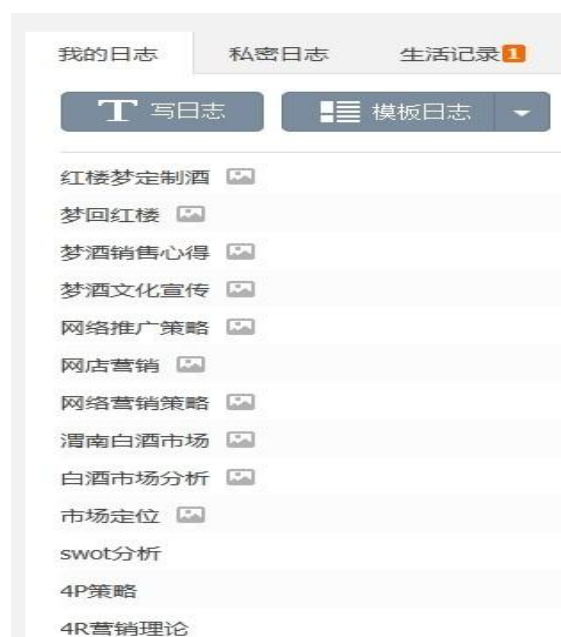 我的日志 私密日志 生活记录1
写日志 模板日志
红楼梦定制酒
梦回红楼
梦酒销售心得
梦酒文化宣传
网络推广策略
网店营销
网络营销策略
渭南白酒市场
白酒市场分析
市场定位
swot分析
4P策略
4R营销理论